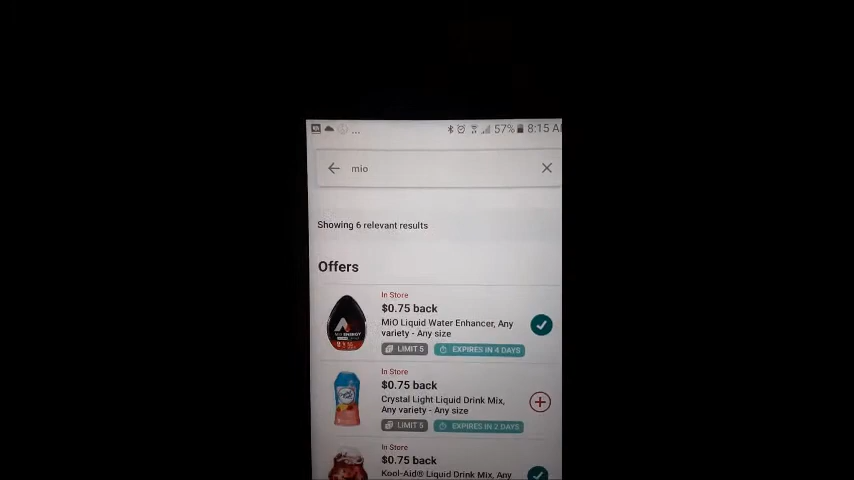 ... 57% 8:15 A
mio
Showing 6 relevant results
Offers
In Store
$0.75 back
MiO Liquid Water Enhancer, Any
variety - Any size
LIMIT 5 EXPIRES IN 4 DAYS
In Store
$0.75 back
Crystal Light Liquid Drink Mix,
Any variety - Any size
LIMIT 5 EXPIRES IN 2 DAYS
In Store
$0.75 back
Kool-Aid® Liquid Drink Mix, Any